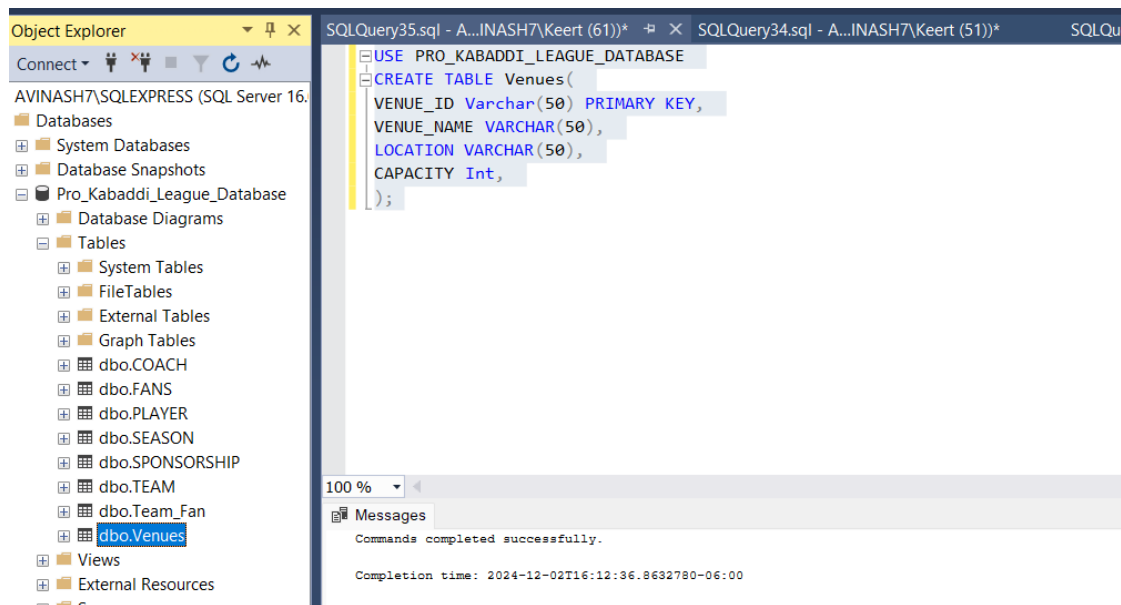 Object Explorer
Connect
AVINASH7\SQLEXPRESS (SQL Server 16.
Databases
System Databases
Database Snapshots
Pro_Kabaddi_League_Database
Database Diagrams
Tables
System Tables
FileTables
External Tables
Graph Tables
dbo.COACH
dbo.FANS
dbo.PLAYER
dbo.SEASON
dbo.SPONSORSHIP
dbo.TEAM
dbo.Team_Fan
dbo.Venues
Views
External Resources
SQLQuery35.sql - A...INASH7\Keert (61))* SQLQuery34.sql - A...INASH7\Keert (51))* SQLQu
USE PRO_KABADDI_LEAGUE_DATABASE
CREATE TABLE Venues(
VENUE_ID Varchar(50) PRIMARY KEY,
VENUE_NAME VARCHAR(50),
LOCATION VARCHAR(50),
CAPACITY Int,
);
100 %
Messages
Commands completed successfully.
Completion time: 2024-12-02T16:12:36.8632780-06:00